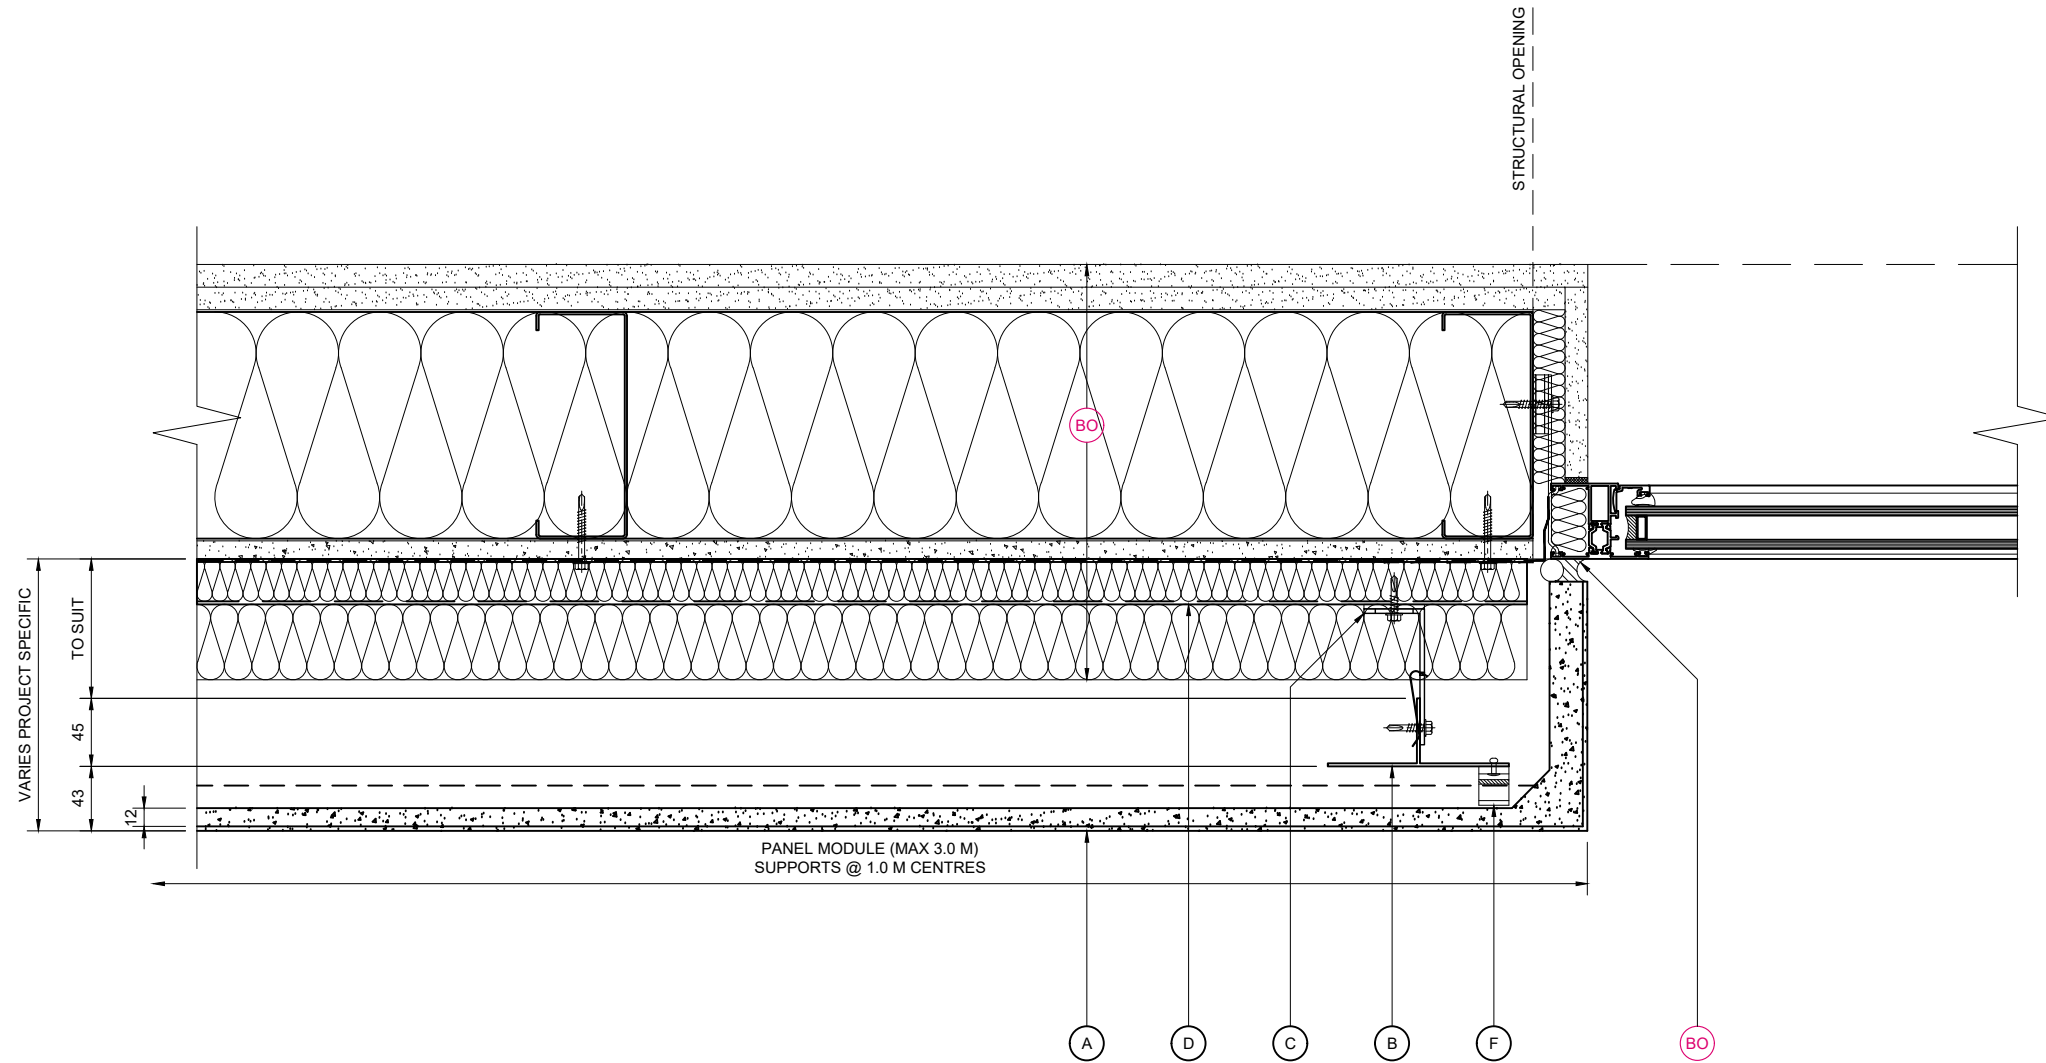 STRUCTURAL OPENING
BO
VARIES PROJECT SPECIFIC
TO SUIT
45
43
12
PANEL MODULE (MAX 3.0 M)
SUPPORTS @ 1.0 M CENTRES
A
D
C
B
F
BO